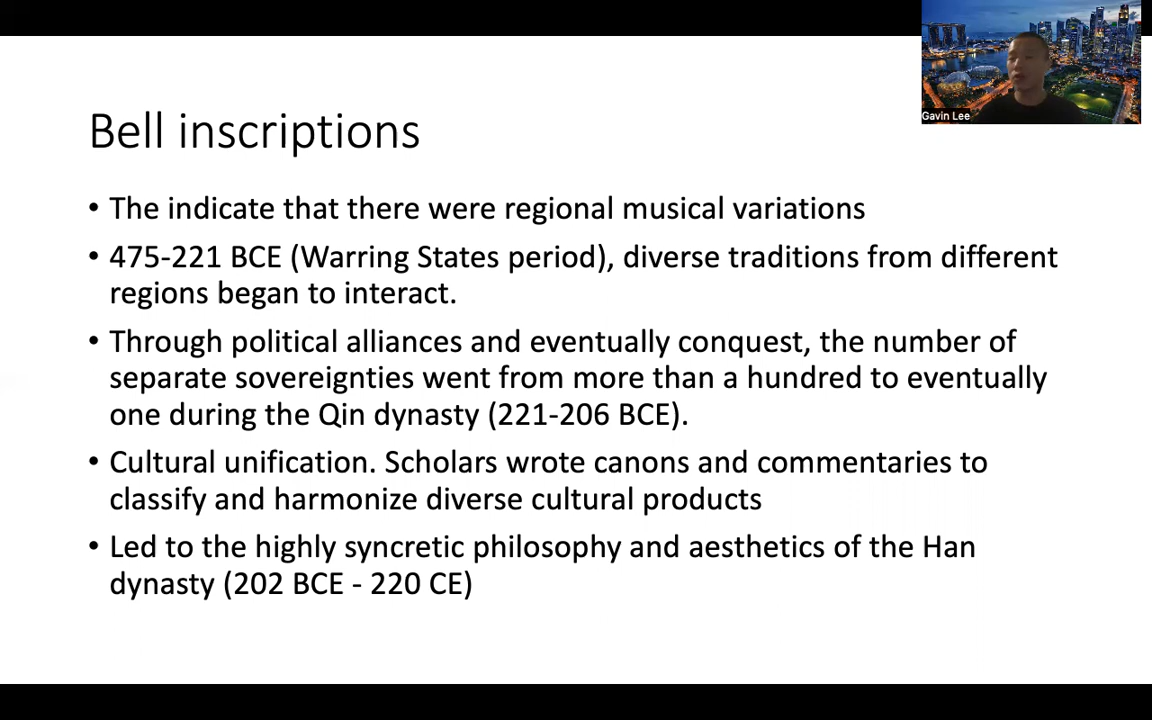 Gavin Lee
Bell inscriptions
• The indicate that there were regional musical variations
• 475-221 BCE (Warring States period), diverse traditions from different
regions began to interact.
• Through political alliances and eventually conquest, the number of
separate sovereignties went from more than a hundred to eventually
one during the Qin dynasty (221-206 BCE).
• Cultural unification. Scholars wrote canons and commentaries to
classify and harmonize diverse cultural products
• Led to the highly syncretic philosophy and aesthetics of the Han
dynasty (202 BCE - 220 CE)